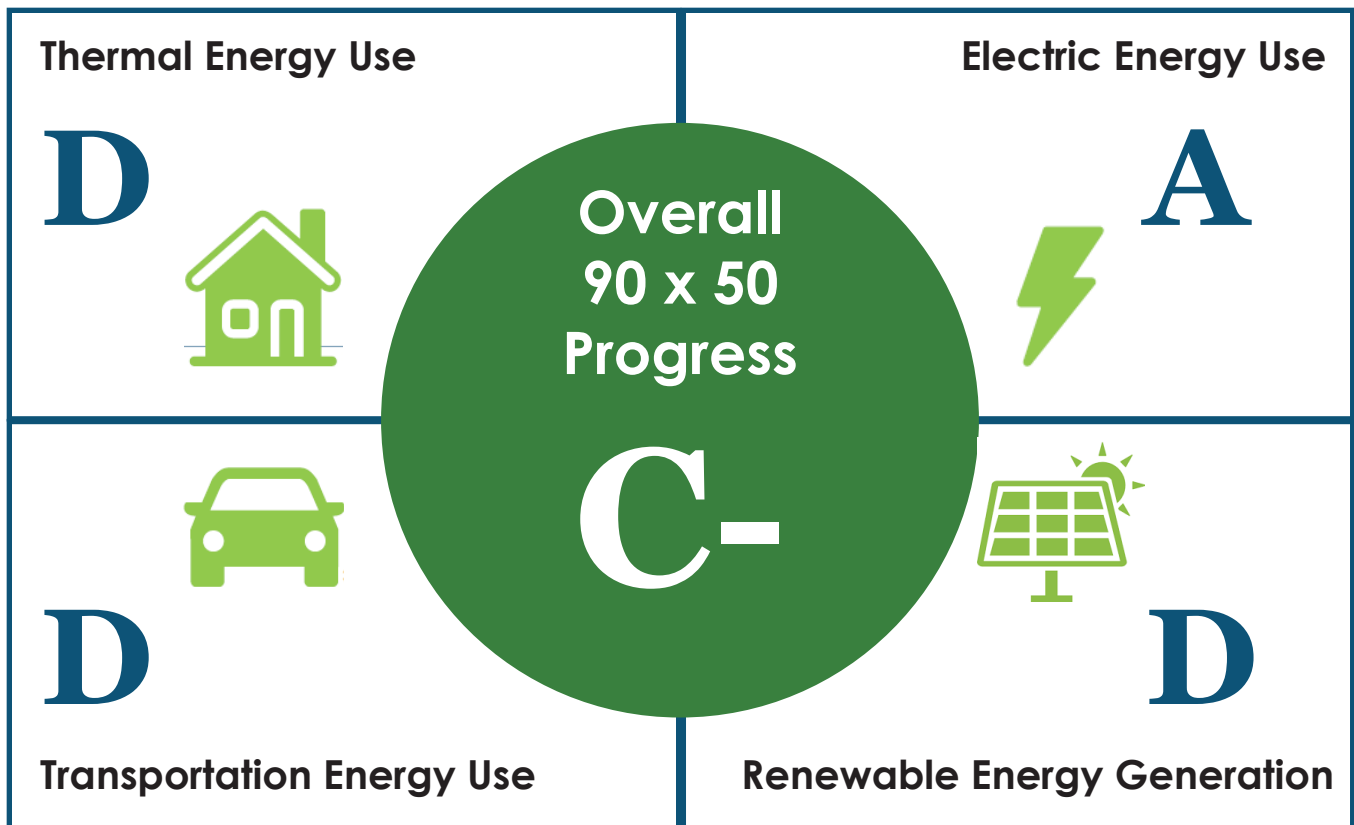 Thermal Energy Use
D
Electric Energy Use
A
Overall
90 x 50
Progress
C-
D
Transportation Energy Use
D
Renewable Energy Generation